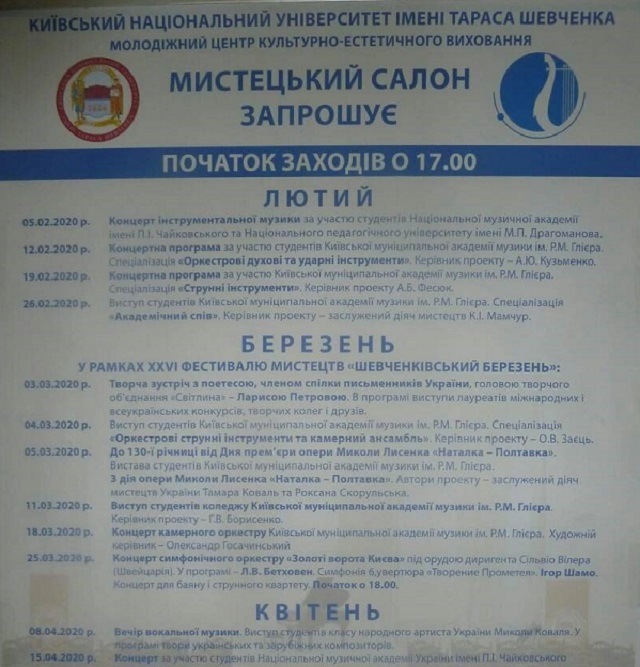 КИЇВСЬКИЙ НАЦІОНАЛЬНИЙ УНІВЕРСИТЕТ ІМЕНІ ТАРАСА ШЕВЧЕНКА
МОЛОДІЖНИЙ ЦЕНТР КУЛЬТУРНО-ЕСТЕТИЧНОГО ВИХОВАННЯ
МИСТЕЦЬКИЙ САЛОН
ЗАПРОШУЄ
ПОЧАТОК ЗАХОДІВ О 17.00
ЛЮТИЙ
05.02.2020 р. Концерт інструментальної музики за участю студентів Національної музичної академії
імені П.І. Чайковського та Національного педагогічного університету імені М.П. Драгоманова.
12.02.2020 р. Концертна програма за участю студентів Київської муніципальної академії музики ім. Р.М. Глієра.
Спеціалізація «Оркестрові духові та ударні інструменти». Керівник проекту – А.Ю. Кузьменко.
19.02.2020 р. Концертна програма за участю Київської муніципальної академії музики ім. Р.М. Глієра.
Спеціалізація «Струнні інструменти». Керівник проекту А.Б. Фесюк.
26.02.2020 р. Виступ студентів Київської муніципальної академії музики ім. Р.М. Глієра. Спеціалізація
«Академічний спів». Керівник проекту – заслужений діяч мистецтв К.І. Мамчур.
БЕРЕЗЕНЬ
У РАМКАХ XXVI ФЕСТИВАЛЮ МИСТЕЦТВ «ШЕВЧЕНКІВСЬКИЙ БЕРЕЗЕНЬ»:
03.03.2020 р. Творча зустріч з поетесою, членом спілки письменників України, головою творчого
об'єднання «Світлина» – Ларисою Петровою. В програмі виступи лауреатів міжнародних і
всеукраїнських конкурсів, творчих колег і друзів.
04.03.2020 р. Виступ студентів Київської муніципальної академії музики ім. Р.М. Глієра. Спеціалізація
«Оркестрові струнні інструменти та камерний ансамбль». Керівник проекту – О.В. Заєць.
05.03.2020 р. До 130-ї річниці від Дня прем'єри опери Миколи Лисенка «Наталка – Полтавка».
Вистава студентів Київської муніципальної академії музики ім. Р.М. Глієра.
3 дія опери Миколи Лисенка «Наталка – Полтавка». Автори проекту – заслужений діяч
мистецтв України Тамара Коваль та Роксана Скорульська.
11.03.2020 р. Виступ студентів коледжу Київської муніципальної академії музики ім. Р.М. Глієра.
Керівник проекту – Г.В. Борисенко.
18.03.2020 р. Концерт камерного оркестру Київської муніципальної академії музики ім. Р.М. Глієра. Художній
керівник – Олександр Госачинський
25.03.2020 р. Концерт симфонічного оркестру «Золоті ворота Києва» під орудою диригента Сільвіо Віпера
(Швейцарія). У програмі – Л.В. Бетховен. Симфонія 6, увертюра «Творение Прометея». Ігор Шамо.
Концерт для баяну і струнного квартету. Початок о 18.00.
КВІТЕНЬ
08.04.2020 р. Вечір вокальної музики. Виступ студентів класу народного артиста України Миколи Коваля. У
програмі твори українських та зарубіжних композиторів.
15.04.2020 р. Концерт за участю студентів Національної музичної академії України імені П.І. Чайковського